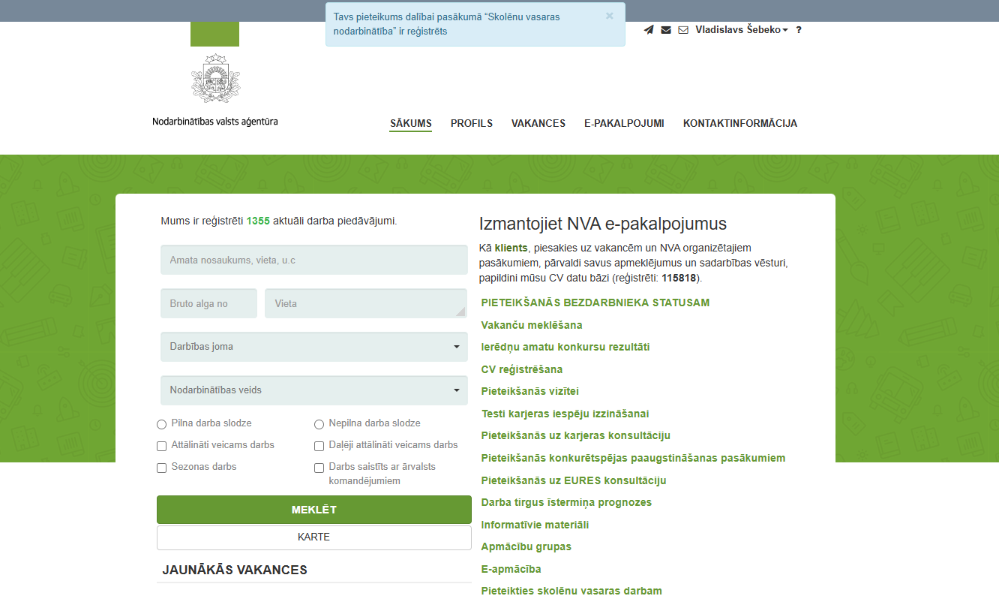 Tavs pieteikums dalībai pasākumā “Skolēnu vasaras
nodarbinātība” ir reģistrēts
×
Vladislavs Šebeko
?
Nodarbinātības valsts aģentūra
SĀKUMS
PROFILS
VAKANCES
E-PAKALPOJUMI
KONTAKTINFORMĀCIJA
Mums ir reģistrēti 1355 aktuāli darba piedāvājumi.
Amata nosaukums, vieta, u.c
Bruto alga no
Vieta
Darbības joma
Nodarbinātības veids
Pilna darba slodze
Nepilna darba slodze
Attālināti veicams darbs
Daļēji attālināti veicams darbs
Sezonas darbs
Darbs saistīts ar ārvalsts
komandējumiem
MEKLĒT
KARTE
JAUNĀKĀS VAKANCES
Izmantojiet NVA e-pakalpojumus
Kā klients, piesakies uz vakancēm un NVA organizētajiem
pasākumiem, pārvaldi savus apmeklējumus un sadarbības vēsturi,
papildini mūsu CV datu bāzi (reģistrēti: 115818).
PIETEIKŠANĀS BEZDARBNIEKA STATUSAM
Vakanču meklēšana
Ierēdņu amatu konkursu rezultāti
CV reģistrēšana
Pieteikšanās vizītei
Testi karjeras iespēju izzināšanai
Pieteikšanās uz karjeras konsultāciju
Pieteikšanās konkurētspējas paaugstināšanas pasākumiem
Pieteikšanās uz EURES konsultāciju
Darba tirgus īstermiņa prognozes
Informatīvie materiāli
Apmācību grupas
E-apmācība
Pieteikties skolēnu vasaras darbam